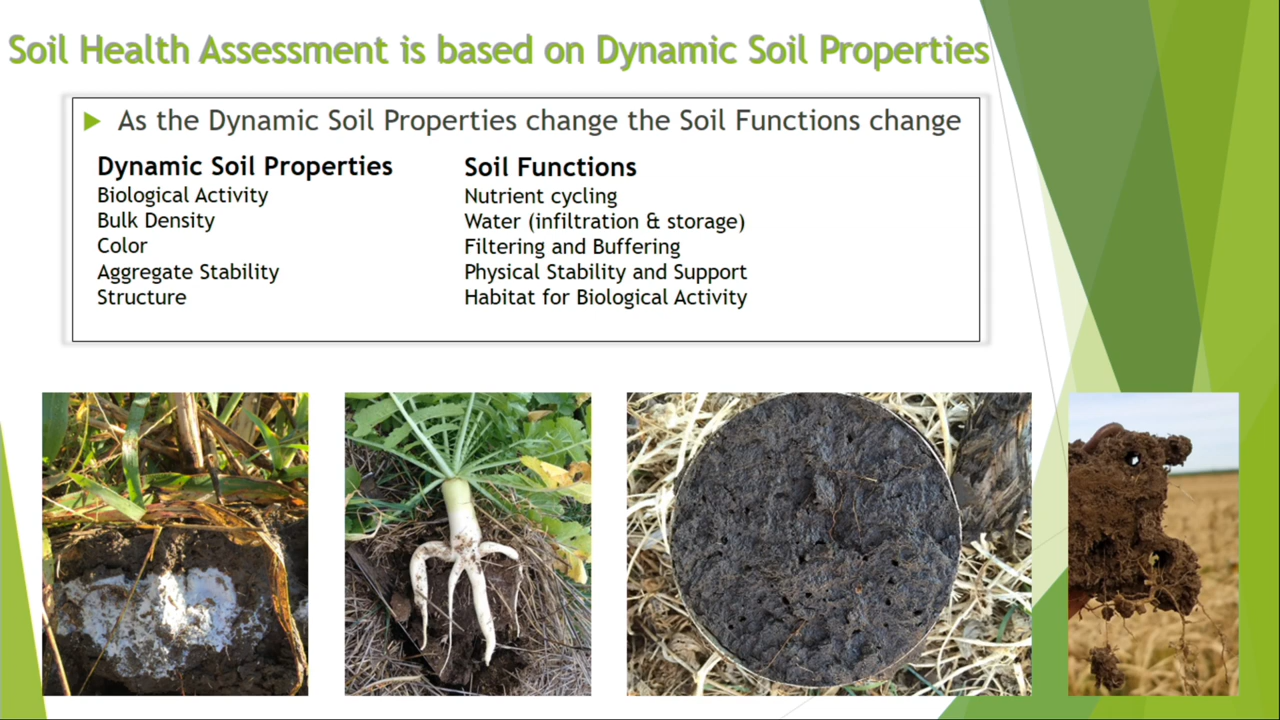 Soil Health Assessment is based on Dynamic Soil Properties
As the Dynamic Soil Properties change the Soil Functions change
Dynamic Soil Properties
Biological Activity
Bulk Density
Color
Aggregate Stability
Structure
Soil Functions
Nutrient cycling
Water (infiltration & storage)
Filtering and Buffering
Physical Stability and Support
Habitat for Biological Activity